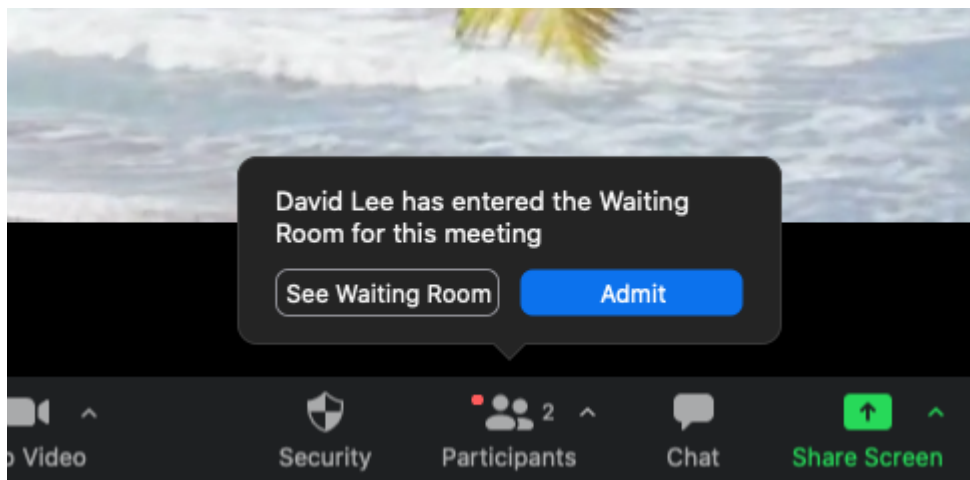 David Lee has entered the Waiting
Room for this meeting
See Waiting Room
Admit
2
Video
Security
Participants
Chat
Share Screen